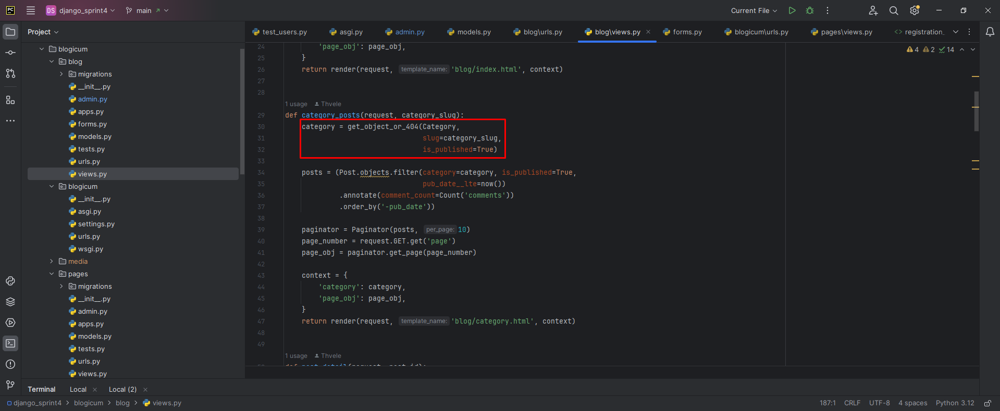 PC
DS django_sprint4 main Current File
Project
test_users.py asgi.py admin.py models.py blog\urls.py blog\views.py forms.py blogicum\urls.py pages\views.py registration_
blogicum
blog
migrations
__init__.py
admin.py
apps.py
forms.py
models.py
tests.py
urls.py
views.py
blogicum
__init__.py
asgi.py
settings.py
urls.py
wsgi.py
media
pages
migrations
__init__.py
admin.py
apps.py
models.py
tests.py
urls.py
views.py
4 2 14
24 'page_obj': page_obj,
25 }
26 return render(request, template_name: 'blog/index.html', context)
27
28
1 usage Thvele
29 def category_posts(request, category_slug):
30 category = get_object_or_404(Category,
31 slug=category_slug,
32 is_published=True)
33
34 posts = (Post.objects.filter(category=category, is_published=True,
35 pub_date__lte=now())
36 .annotate(comment_count=Count('comments'))
37 .order_by('-pub_date'))
38
39 paginator = Paginator(posts, per_page: 10)
40 page_number = request.GET.get('page')
41 page_obj = paginator.get_page(page_number)
42
43 context = {
44 'category': category,
45 'page_obj': page_obj,
46 }
47 return render(request, template_name: 'blog/category.html', context)
48
49
1 usage Thvele
def post_detail(request, post_id):
Terminal Local Local (2)
django_sprint4 > blogicum > blog > views.py 187:1 CRLF UTF-8 4 spaces Python 3.12